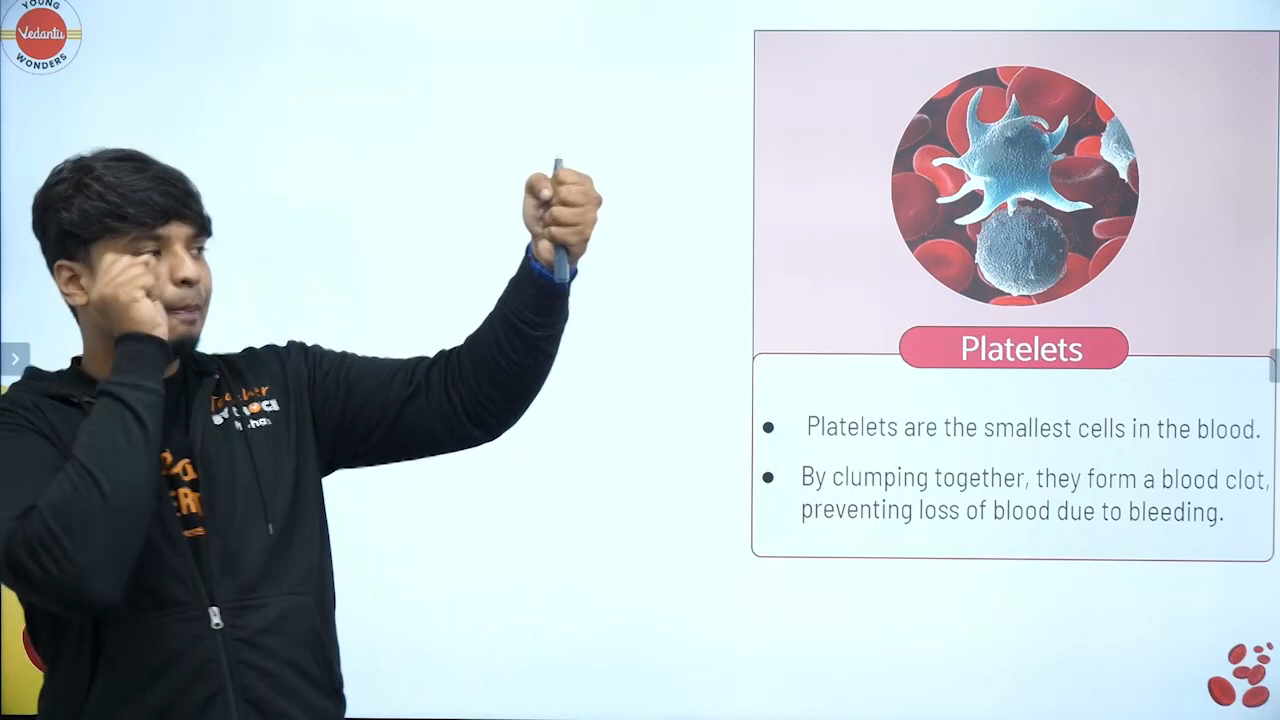 YOUNG
Vedantu
WONDERS
Teacher
Platelets
Platelets are the smallest cells in the blood.
By clumping together, they form a blood clot,
preventing loss of blood due to bleeding.